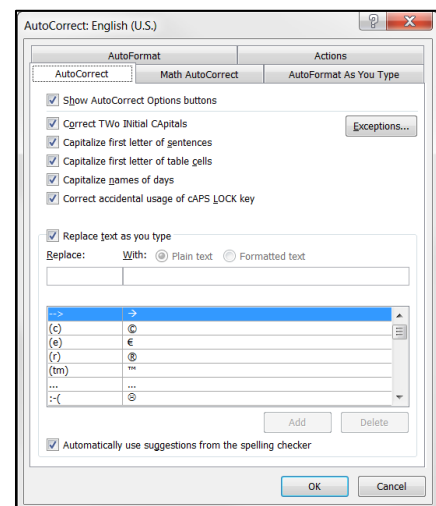 AutoCorrect: English (U.S.)
AutoFormat Actions
AutoCorrect Math AutoCorrect AutoFormat As You Type
Show AutoCorrect Options buttons
Correct TWo INitial CApitals Exceptions...
Capitalize first letter of sentences
Capitalize first letter of table cells
Capitalize names of days
Correct accidental usage of cAPS LOCK key
Replace text as you type
Replace: With: Plain text Formatted text
--> →
(c) ©
(e) €
(r) ®
(tm) ™
... ...
:-( ☹
Add Delete
Automatically use suggestions from the spelling checker
OK Cancel